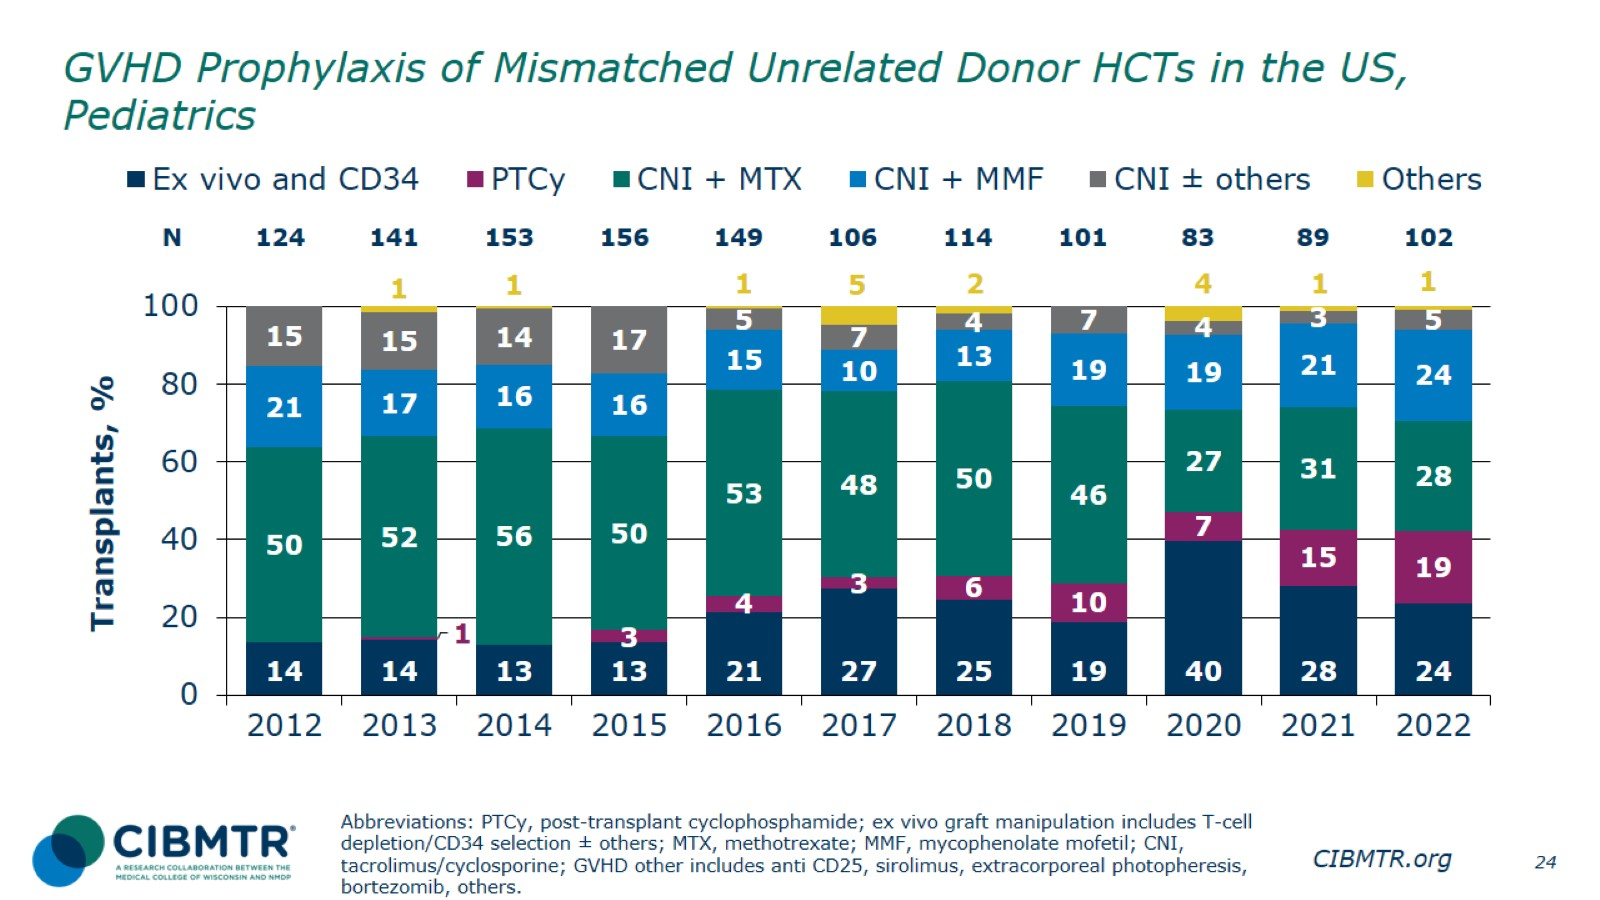 GVHD Prophylaxis of Mismatched Unrelated Donor HCTs in the US,
Pediatrics
Ex vivo and CD34 PTCy CNI + MTX CNI + MMF CNI ± others Others
N 124 141 153 156 149 106 114 101 83 89 102
1 1 1 5 2 4 1 1
100
15 15 14 17 5 7 4 7 4 3 5
80
21 17 16 16 15 10 13 19 19 21 24
60
50 52 56 50 53 48 50 46 27 31 28
40
1 3 4 3 6 10 7 15 19
20
14 14 13 13 21 27 25 19 40 28 24
0
Transplants, %
2012 2013 2014 2015 2016 2017 2018 2019 2020 2021 2022
CIBMTR®
A RESEARCH COLLABORATION BETWEEN THE
MEDICAL COLLEGE OF WISCONSIN AND NMDP
Abbreviations: PTCy, post-transplant cyclophosphamide; ex vivo graft manipulation includes T-cell
depletion/CD34 selection ± others; MTX, methotrexate; MMF, mycophenolate mofetil; CNI,
tacrolimus/cyclosporine; GVHD other includes anti CD25, sirolimus, extracorporeal photopheresis,
bortezomib, others.
CIBMTR.org
24